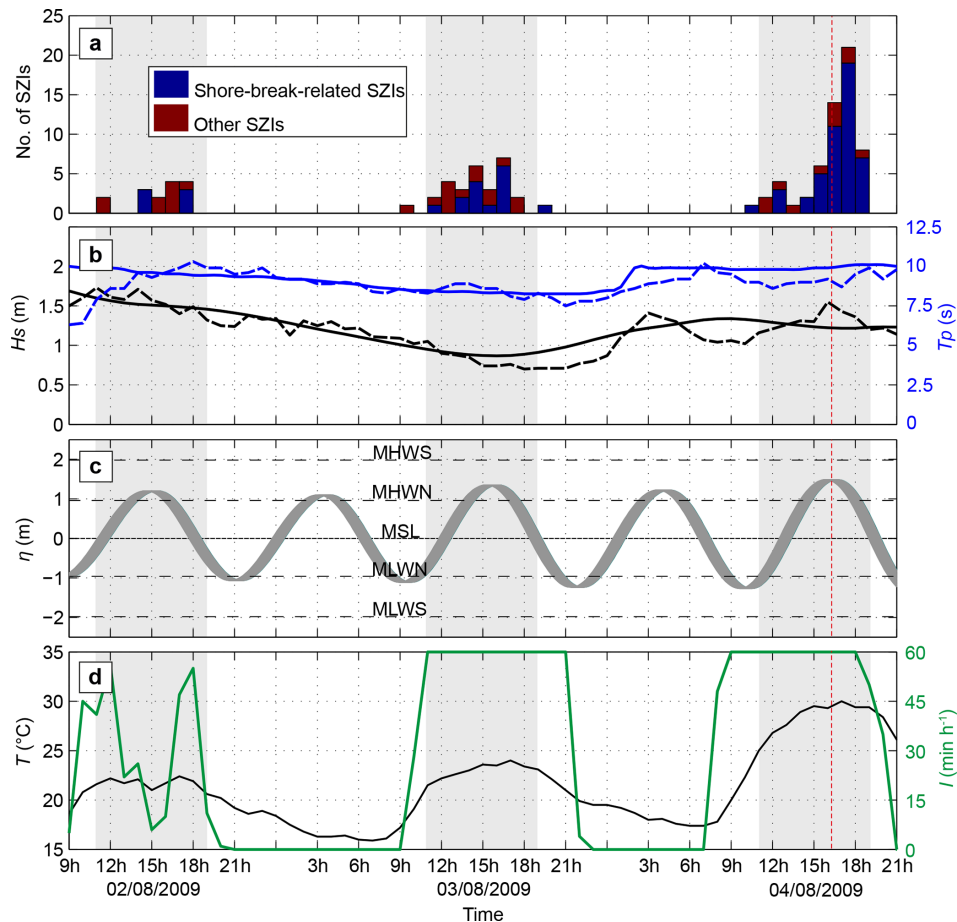 a
No. of SZIs
25
20
15
10
5
0
Shore-break-related SZIs
Other SZIs
b
Hs (m)
2
1.5
1
0.5
0
Tp (s)
12.5
10
7.5
5
2.5
0
c
η (m)
2
1
0
−1
−2
MHWS
MHWN
MSL
MLWN
MLWS
d
T (°C)
35
30
25
20
15
I (min h⁻¹)
60
45
30
15
0
9h 12h 15h 18h 21h 3h 6h 9h 12h 15h 18h 21h 3h 6h 9h 12h 15h 18h 21h
02/08/2009 03/08/2009 04/08/2009
Time